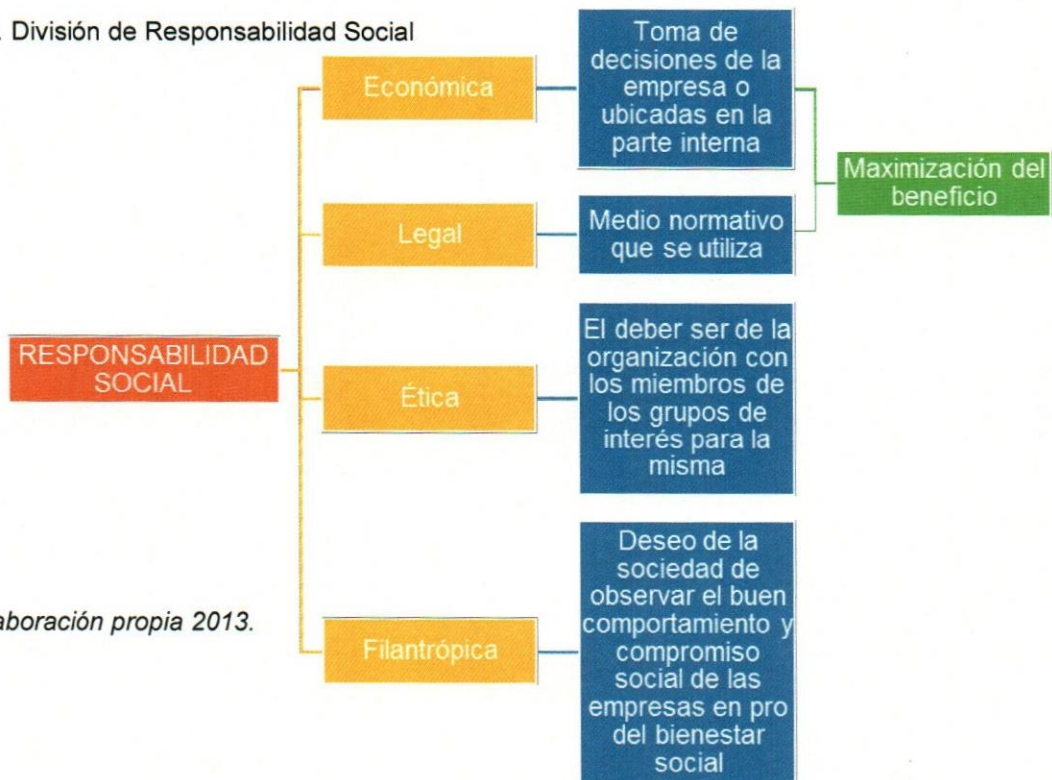 . División de Responsabilidad Social
RESPONSABILIDAD
SOCIAL
Económica
Toma de
decisiones de la
empresa o
ubicadas en la
parte interna
Legal
Medio normativo
que se utiliza
Maximización del
beneficio
Ética
El deber ser de la
organización con
los miembros de
los grupos de
interés para la
misma
Filantrópica
Deseo de la
sociedad de
observar el buen
comportamiento y
compromiso
social de las
empresas en pro
del bienestar
social
aboración propia 2013.